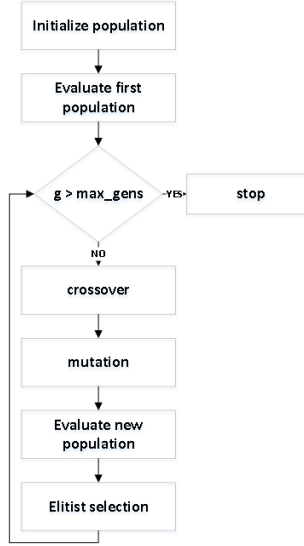 Initialize population
Evaluate first
population
g > max_gens
YES
stop
NO
crossover
mutation
Evaluate new
population
Elitist selection